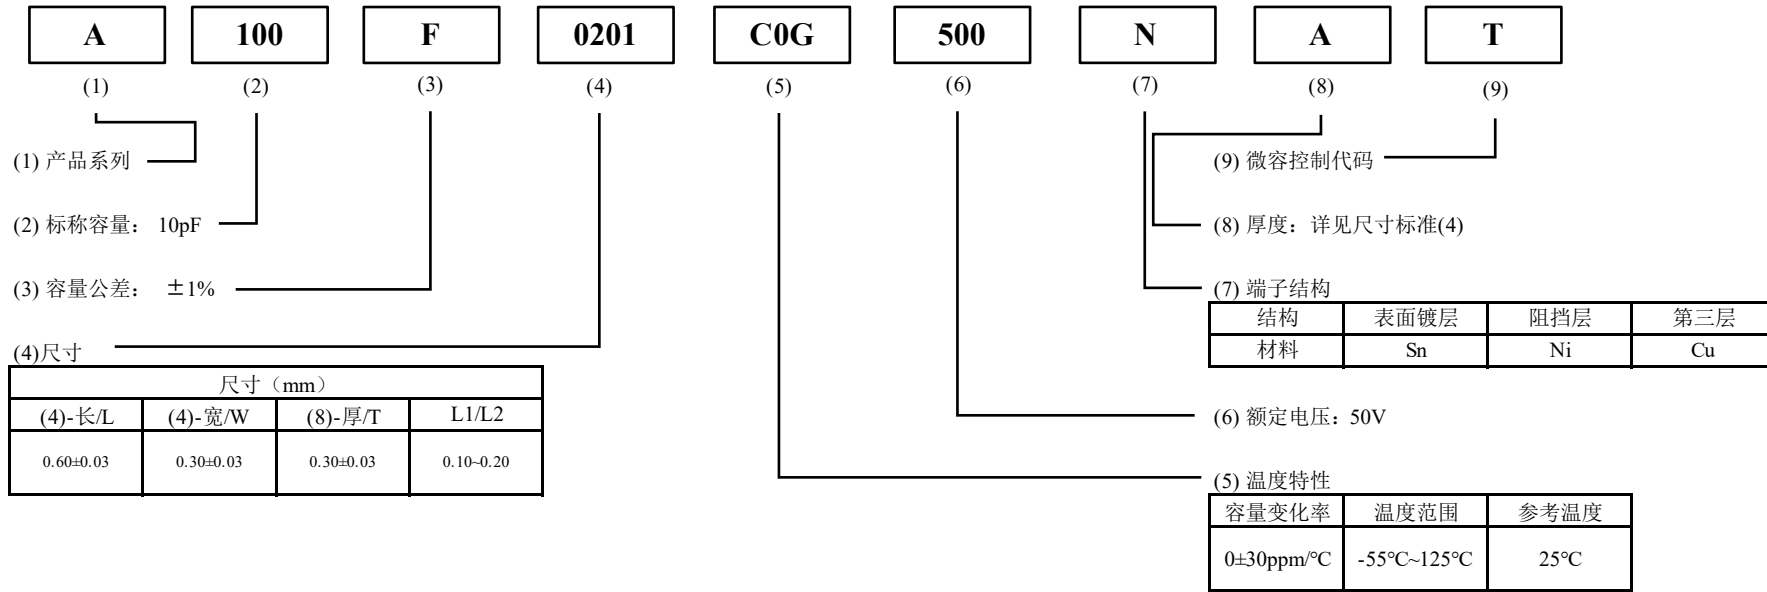 A 100 F 0201 C0G 500 N A T
(1) (2) (3) (4) (5) (6) (7) (8) (9)
(1) 产品系列
(2) 标称容量： 10pF
(3) 容量公差： ±1%
(4)尺寸
尺寸（mm）
(4)-长/L (4)-宽/W (8)-厚/T L1/L2
0.60±0.03 0.30±0.03 0.30±0.03 0.10~0.20
(9) 微容控制代码
(8) 厚度：详见尺寸标准(4)
(7) 端子结构
结构 表面镀层 阻挡层 第三层
材料 Sn Ni Cu
(6) 额定电压：50V
(5) 温度特性
容量变化率 温度范围 参考温度
0±30ppm/℃ -55℃~125℃ 25℃